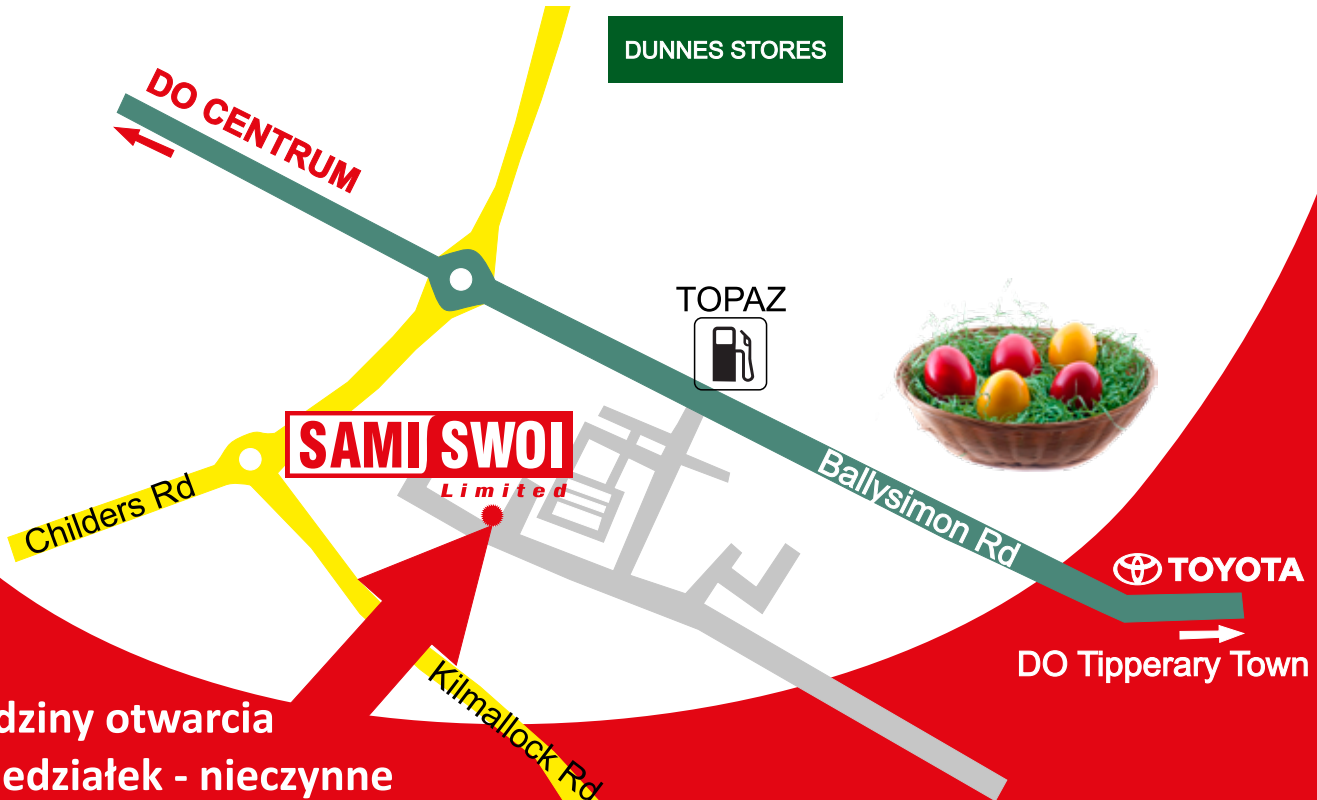 DUNNES STORES
DO CENTRUM
TOPAZ
SAMI SWOI
Limited
Childers Rd
Ballysimon Rd
TOYOTA
DO Tipperary Town
Kilmallock Rd
dziny otwarcia
edziałek - nieczynne